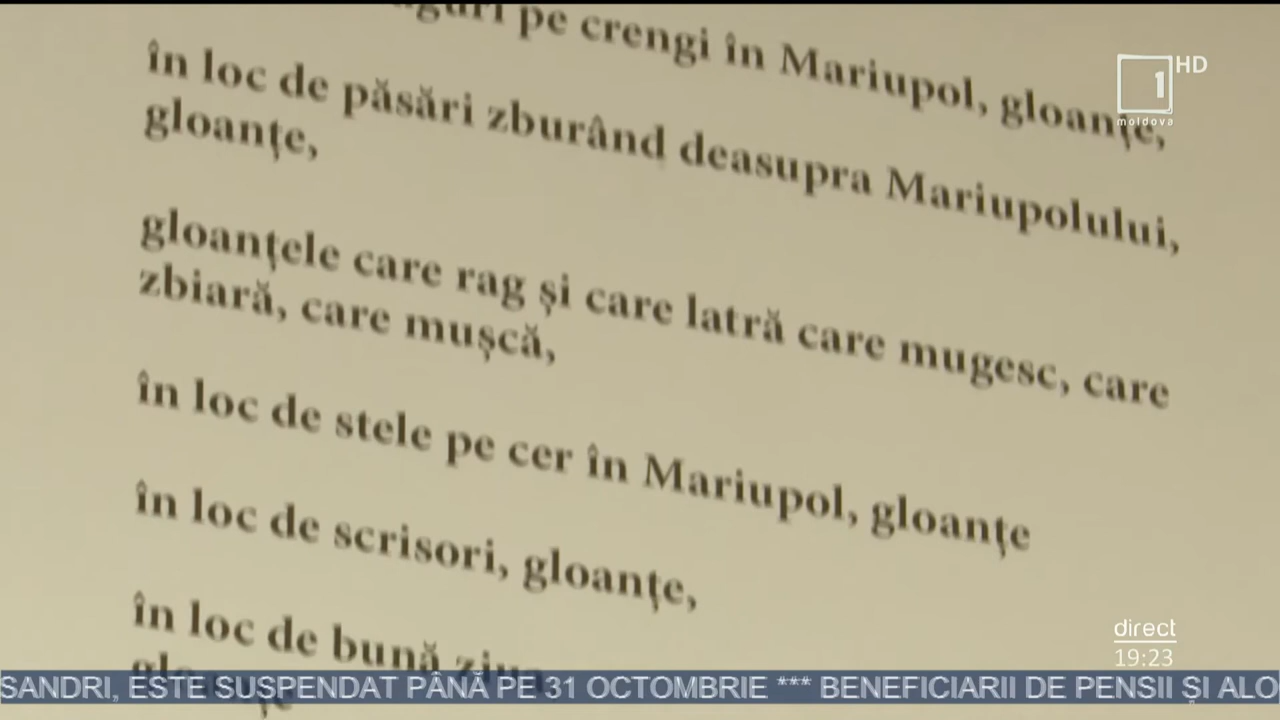 pe crengi în Mariupol, gloanțe,
în loc de păsări zburând deasupra Mariupolului,
gloanțe,
gloanțele care rag și care latră care mugesc, care
zbiară, care mușcă,
în loc de stele pe cer în Mariupol, gloanțe
în loc de scrisori, gloanțe,
în loc de bună ziua,
gloanțe
1 HD
moldova
direct
19:23
SANDRI, ESTE SUSPENDAT PÂNĂ PE 31 OCTOMBRIE *** BENEFICIARII DE PENSII ȘI ALO